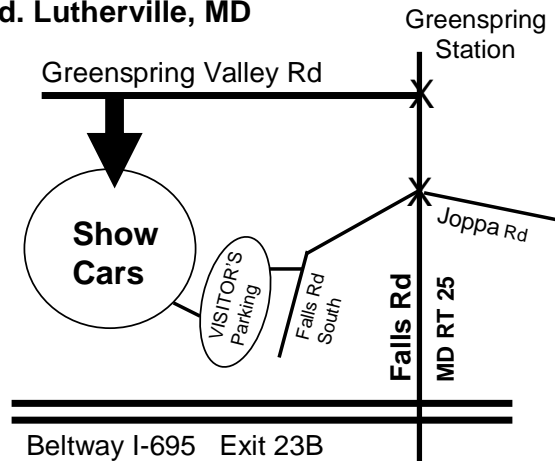 d. Lutherville, MD
Greenspring
Station
Greenspring Valley Rd
X
X
Joppa Rd
Show
Cars
VISITOR'S
Parking
Falls Rd
South
Falls Rd
MD RT 25
Beltway I-695 Exit 23B